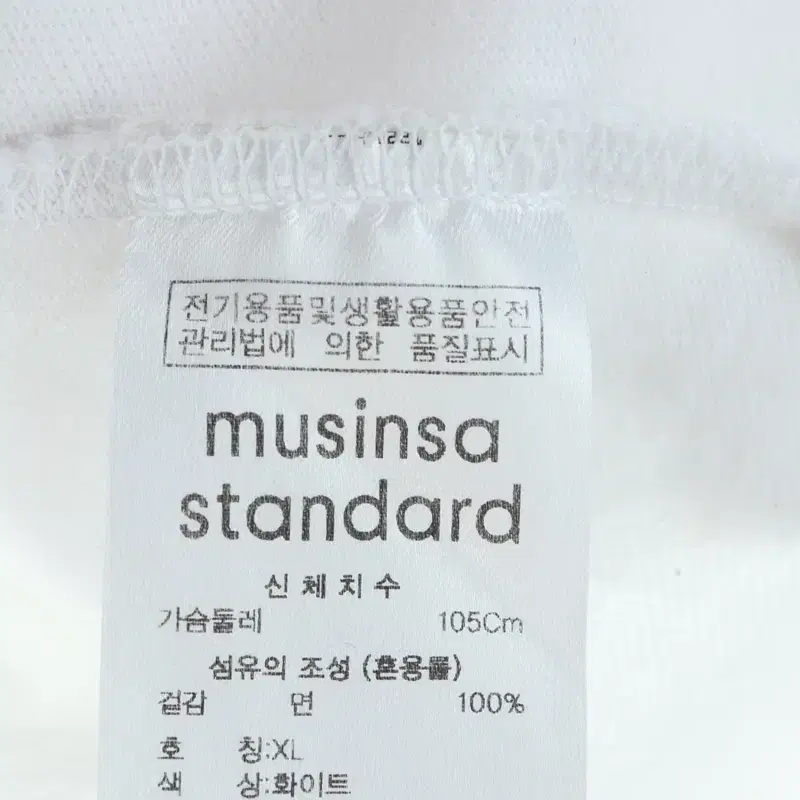 전기용품및생활용품안전
관리법에 의한 품질표시
musinsa
standard
신체치수
가슴둘레 105Cm
섬유의 조성 (혼용률)
겉감 면 100%
호 칭:XL
색 상:화이트